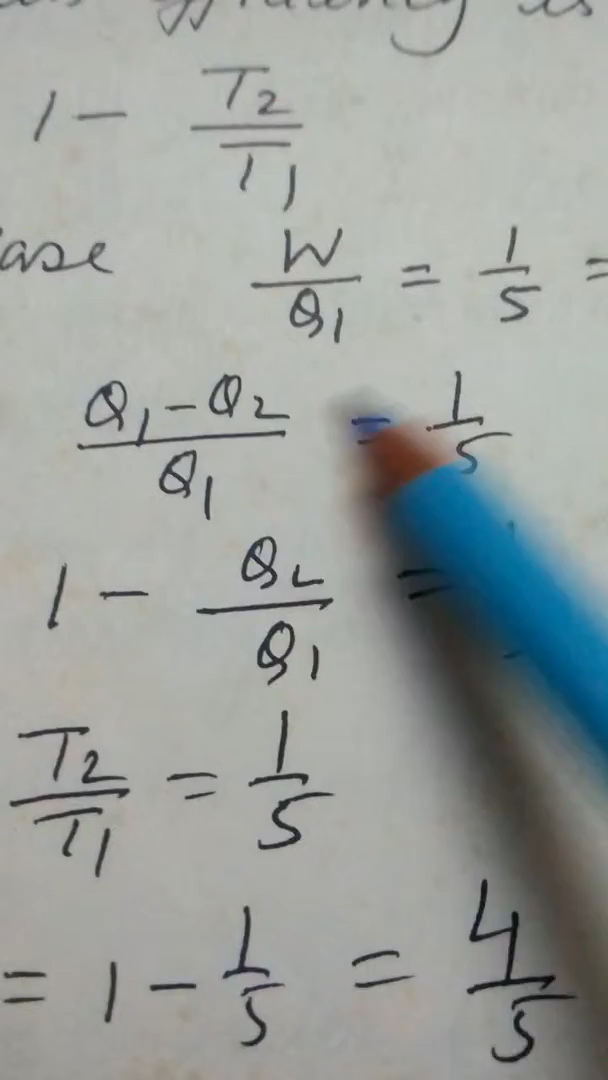 is
1 - T2/T1
ase W/Q1 = 1/5 =
Q1 - Q2/Q1 = 1/5
1 - Q2/Q1 =
T2/T1 = 1/5
= 1 - 1/5 = 4/5